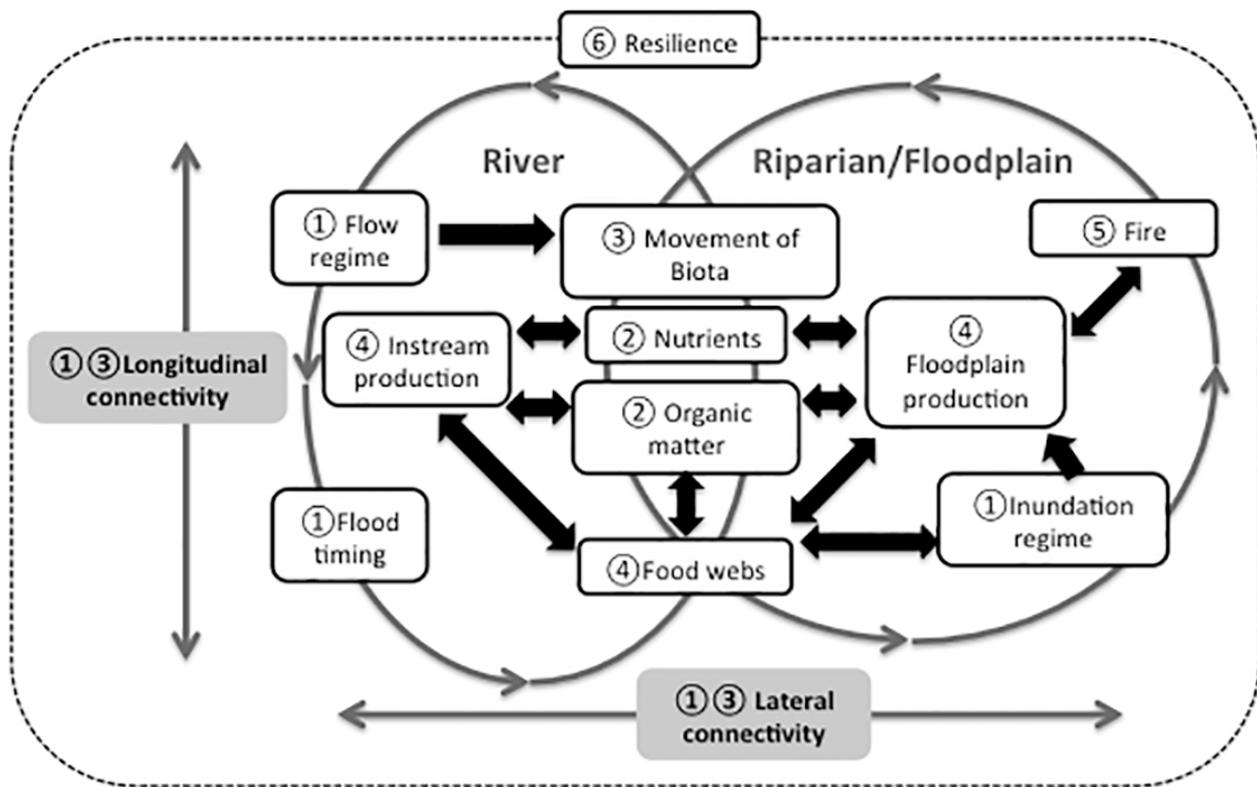 ⑥ Resilience
River
Riparian/Floodplain
① Flow
regime
③ Movement of
Biota
⑤ Fire
④ Instream
production
② Nutrients
④
Floodplain
production
①③Longitudinal
connectivity
② Organic
matter
①Flood
timing
④Food webs
①Inundation
regime
①③ Lateral
connectivity